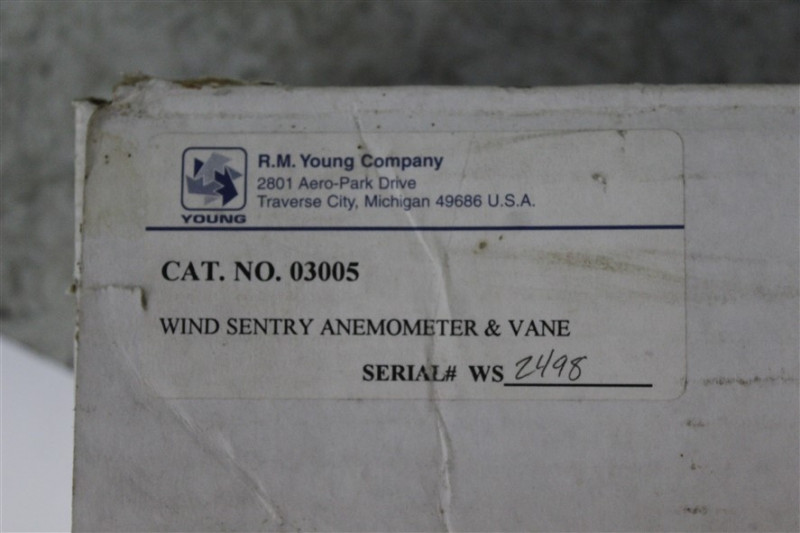 R.M. Young Company
2801 Aero-Park Drive
Traverse City, Michigan 49686 U.S.A.
YOUNG
CAT. NO. 03005
WIND SENTRY ANEMOMETER & VANE
SERIAL# WS 2498